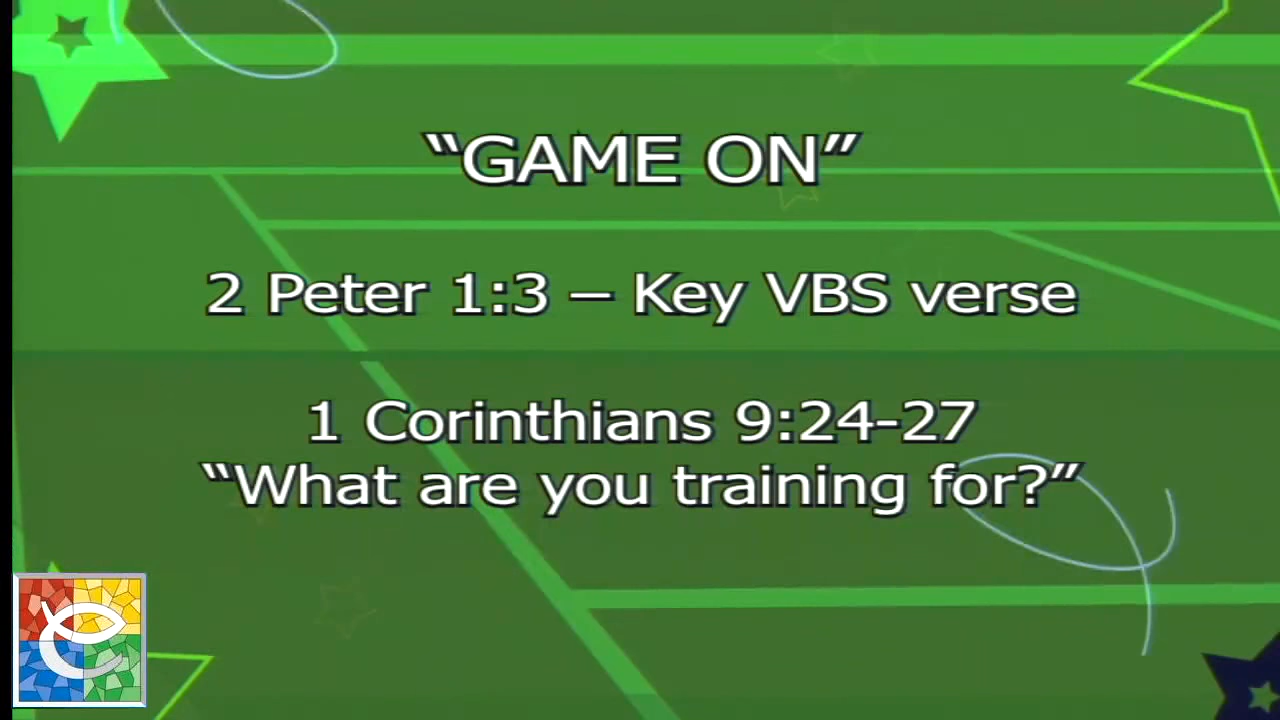 “GAME ON”
2 Peter 1:3 – Key VBS verse
1 Corinthians 9:24-27
“What are you training for?”